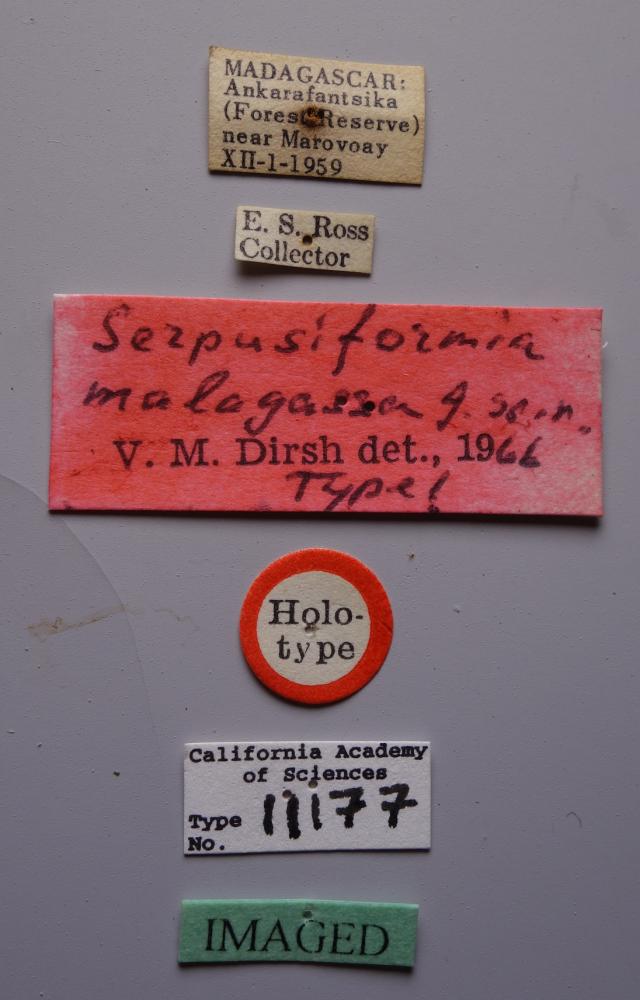 MADAGASCAR:
Ankarafantsika
(Forest Reserve)
near Marovoay
XII-1-1959
E. S. Ross
Collector
Serpusiformia
malagassa g. sp. n.
V. M. Dirsh det., 1966
Type!
Holo-
type
California Academy
of Sciences
Type 11177
No.
IMAGED